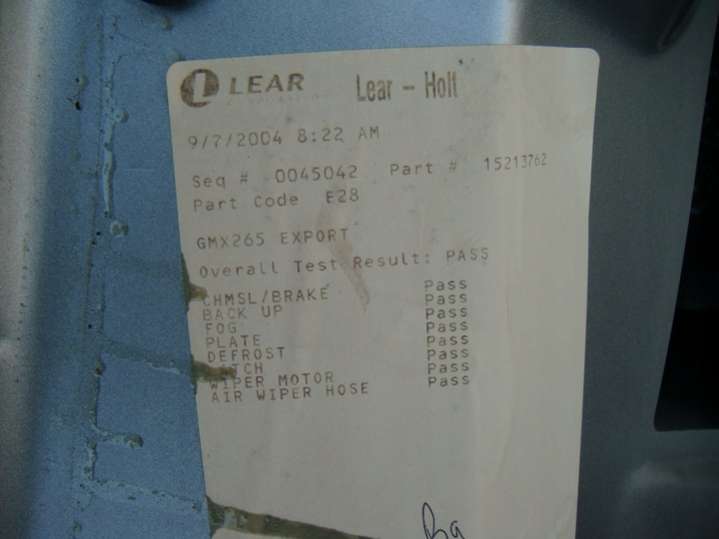 LEAR Lear - Holt
9/7/2004 8:22 AM
Seq # 0045042 Part # 15213762
Part Code E28
GMX265 EXPORT
Overall Test Result: PASS
CHMSL/BRAKE Pass
BACK UP Pass
FOG Pass
PLATE Pass
DEFROST Pass
TCH Pass
WIPER MOTOR Pass
AIR WIPER HOSE Pass